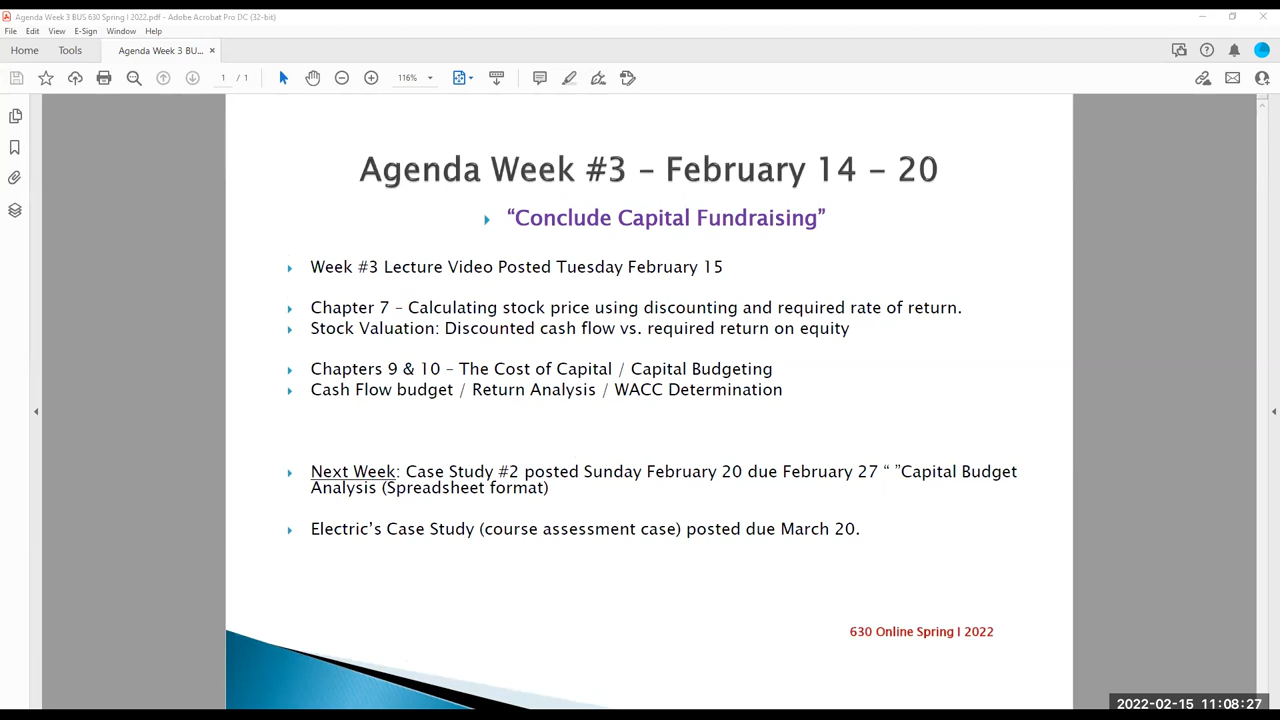 Agenda Week 3 BUS 630 Spring I 2022.pdf - Adobe Acrobat Pro DC (32-bit)
File Edit View E-Sign Window Help
Home Tools Agenda Week 3 BU... ×
1 / 1 116%
Agenda Week #3 – February 14 – 20
“Conclude Capital Fundraising”
Week #3 Lecture Video Posted Tuesday February 15
Chapter 7 – Calculating stock price using discounting and required rate of return.
Stock Valuation: Discounted cash flow vs. required return on equity
Chapters 9 & 10 – The Cost of Capital / Capital Budgeting
Cash Flow budget / Return Analysis / WACC Determination
Next Week: Case Study #2 posted Sunday February 20 due February 27 “ ”Capital Budget
Analysis (Spreadsheet format)
Electric’s Case Study (course assessment case) posted due March 20.
630 Online Spring I 2022
2022-02-15 11:08:27